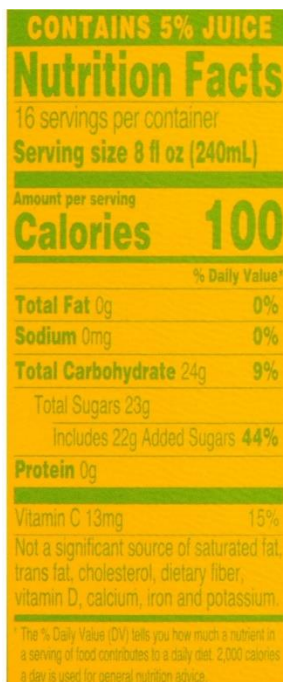 CONTAINS 5% JUICE
Nutrition Facts
16 servings per container
Serving size 8 fl oz (240mL)
Amount per serving
Calories 100
% Daily Value*
Total Fat 0g 0%
Sodium 0mg 0%
Total Carbohydrate 24g 9%
Total Sugars 23g
Includes 22g Added Sugars 44%
Protein 0g
Vitamin C 13mg 15%
Not a significant source of saturated fat,
trans fat, cholesterol, dietary fiber,
vitamin D, calcium, iron and potassium.
* The % Daily Value (DV) tells you how much a nutrient in
a serving of food contributes to a daily diet. 2,000 calories
a day is used for general nutrition advice.